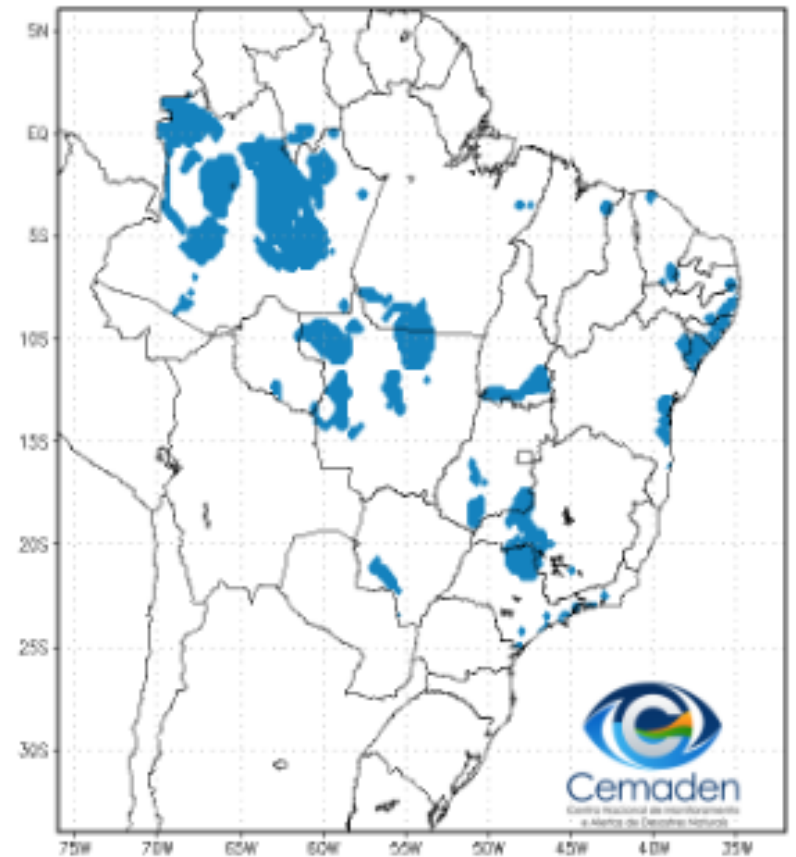 5N
EQ
5S
10S
15S
20S
25S
30S
75W 70W 65W 60W 55W 50W 45W 40W 35W
Cemaden
Centro Nacional de Monitoramento
e Alertas de Desastres Naturais